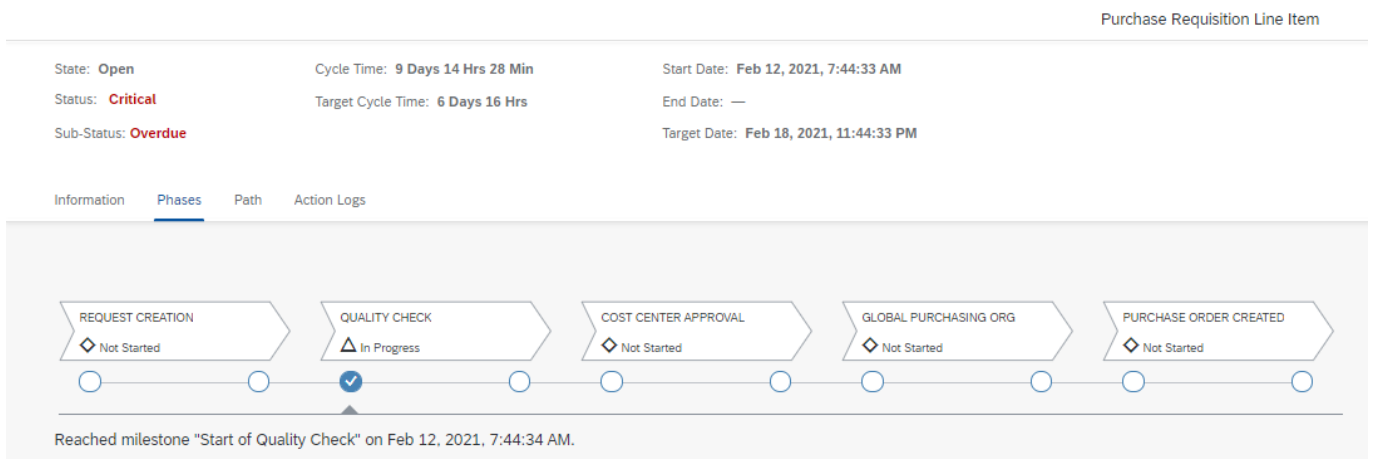 Purchase Requisition Line Item
State: Open Cycle Time: 9 Days 14 Hrs 28 Min Start Date: Feb 12, 2021, 7:44:33 AM
Status: Critical Target Cycle Time: 6 Days 16 Hrs End Date: —
Sub-Status: Overdue Target Date: Feb 18, 2021, 11:44:33 PM
Information Phases Path Action Logs
REQUEST CREATION QUALITY CHECK COST CENTER APPROVAL GLOBAL PURCHASING ORG PURCHASE ORDER CREATED
Not Started In Progress Not Started Not Started Not Started
Reached milestone "Start of Quality Check" on Feb 12, 2021, 7:44:34 AM.